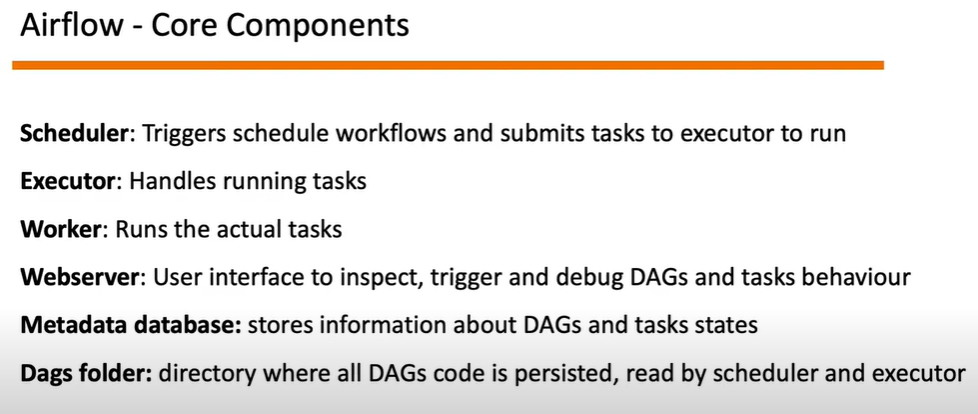 Airflow - Core Components
Scheduler: Triggers schedule workflows and submits tasks to executor to run
Executor: Handles running tasks
Worker: Runs the actual tasks
Webserver: User interface to inspect, trigger and debug DAGs and tasks behaviour
Metadata database: stores information about DAGs and tasks states
Dags folder: directory where all DAGs code is persisted, read by scheduler and executor